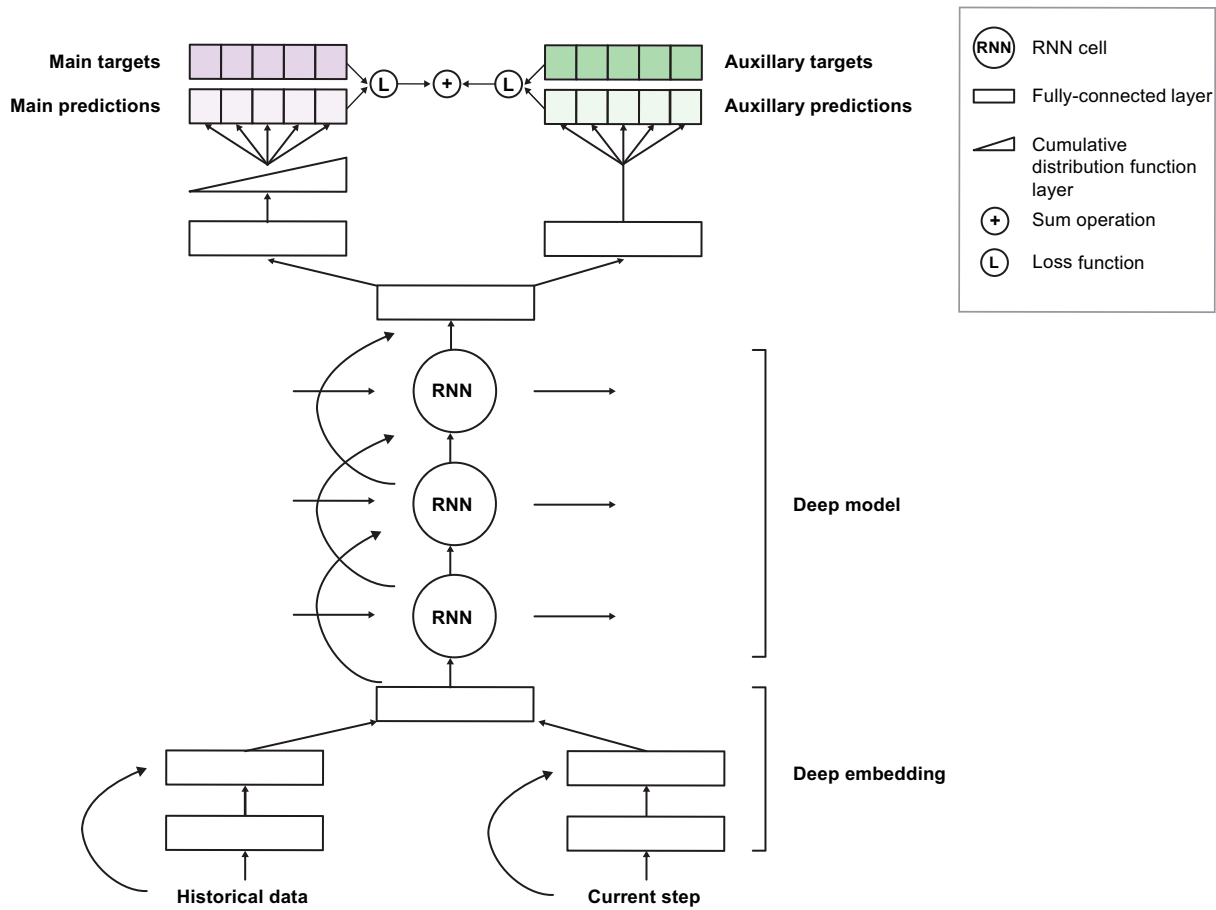 Main targets
Main predictions
L
+
L
Auxillary targets
Auxillary predictions
RNN
RNN cell
Fully-connected layer
Cumulative
distribution function
layer
+
Sum operation
L
Loss function
RNN
RNN
RNN
Deep model
Deep embedding
Historical data
Current step